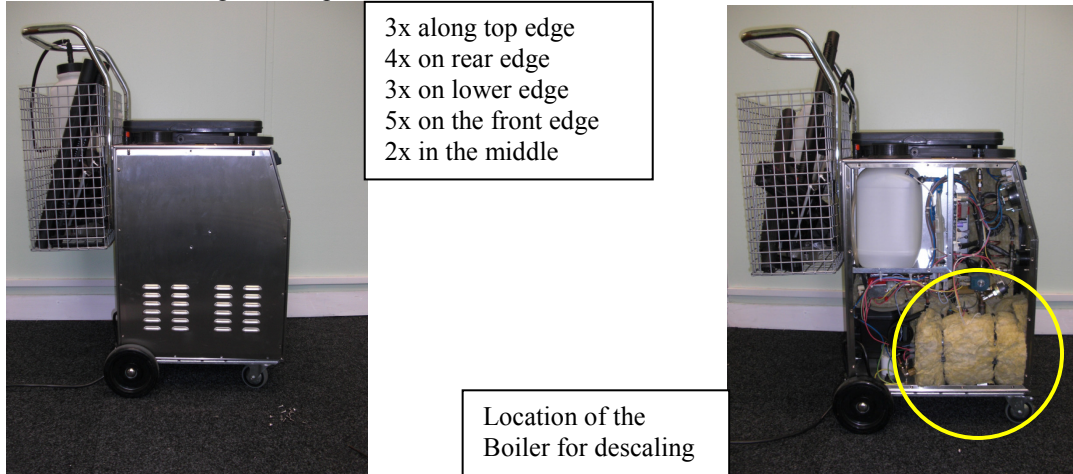 3x along top edge
4x on rear edge
3x on lower edge
5x on the front edge
2x in the middle
Location of the
Boiler for descaling